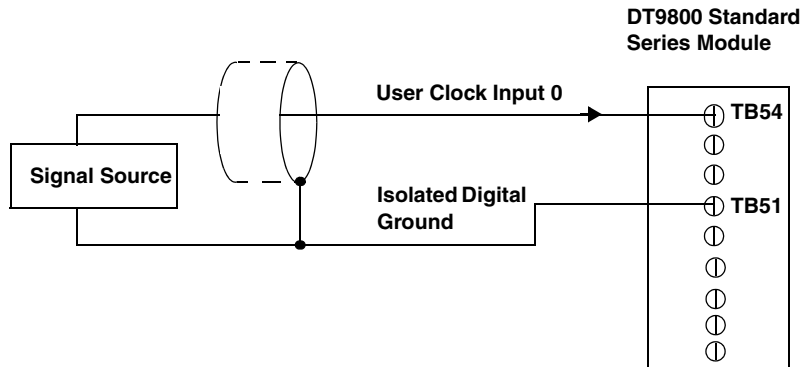 DT9800 Standard
Series Module
User Clock Input 0
TB54
Signal Source
Isolated Digital
Ground
TB51